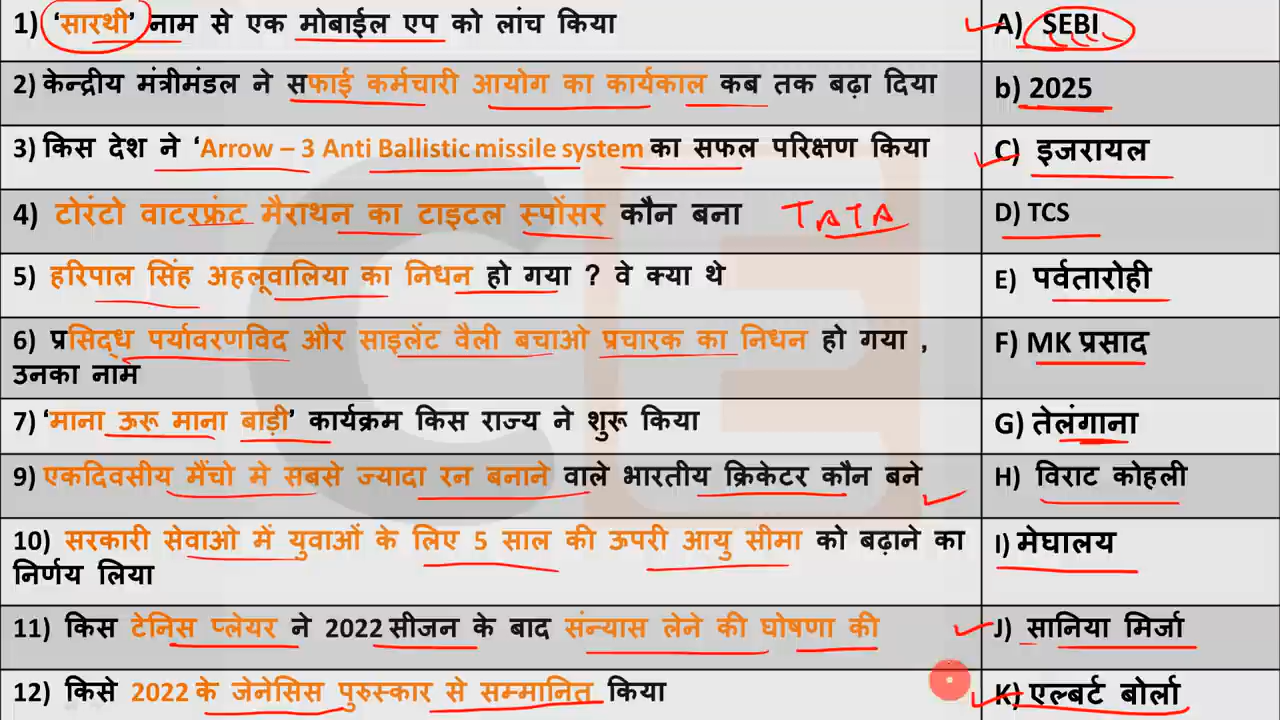 1) ‘सारथी’ नाम से एक मोबाईल एप को लांच किया A) SEBI
2) केन्द्रीय मंत्रीमंडल ने सफाई कर्मचारी आयोग का कार्यकाल कब तक बढ़ा दिया b) 2025
3) किस देश ने ‘Arrow – 3 Anti Ballistic missile system का सफल परिक्षण किया C) इजरायल
4) टोरंटो वाटरफ्रंट मैराथन का टाइटल स्पोंसर कौन बना TATA D) TCS
5) हरिपाल सिंह अहलूवालिया का निधन हो गया ? वे क्या थे E) पर्वतारोही
6) प्रसिद्ध पर्यावरणविद और साइलेंट वैली बचाओ प्रचारक का निधन हो गया , F) MK प्रसाद
उनका नाम
7) ‘माना ऊरू माना बाड़ी’ कार्यक्रम किस राज्य ने शुरू किया G) तेलंगाना
9) एकदिवसीय मैंचो मे सबसे ज्यादा रन बनाने वाले भारतीय क्रिकेटर कौन बने H) विराट कोहली
10) सरकारी सेवाओ में युवाओं के लिए 5 साल की ऊपरी आयु सीमा को बढ़ाने का I) मेघालय
निर्णय लिया
11) किस टेनिस प्लेयर ने 2022 सीजन के बाद संन्यास लेने की घोषणा की J) सानिया मिर्जा
12) किसे 2022 के जेनेसिस पुरुस्कार से सम्मानित किया K) एल्बर्ट बोर्ला